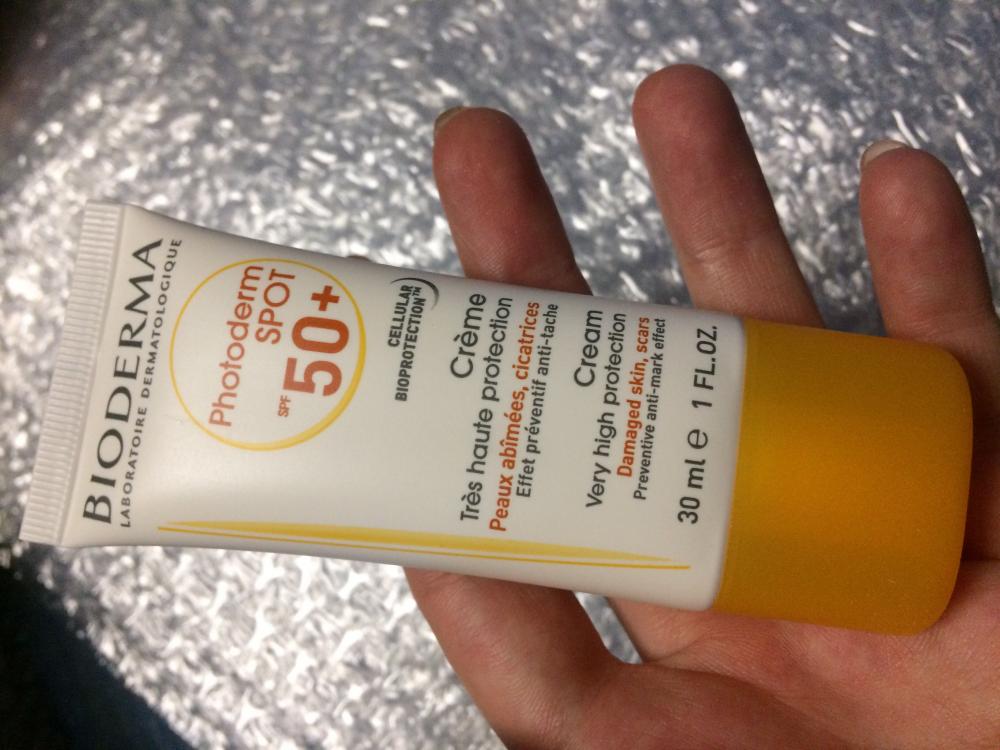 BIODERMA
LABORATOIRE DERMATOLOGIQUE
Photoderm
SPOT
SPF 50+
CELLULAR
BIOPROTECTION™
Crème
Très haute protection
Peaux abîmées, cicatrices
Effet préventif anti-tache
Cream
Very high protection
Damaged skin, scars
Preventive anti-mark effect
30 ml e 1 FL.OZ.